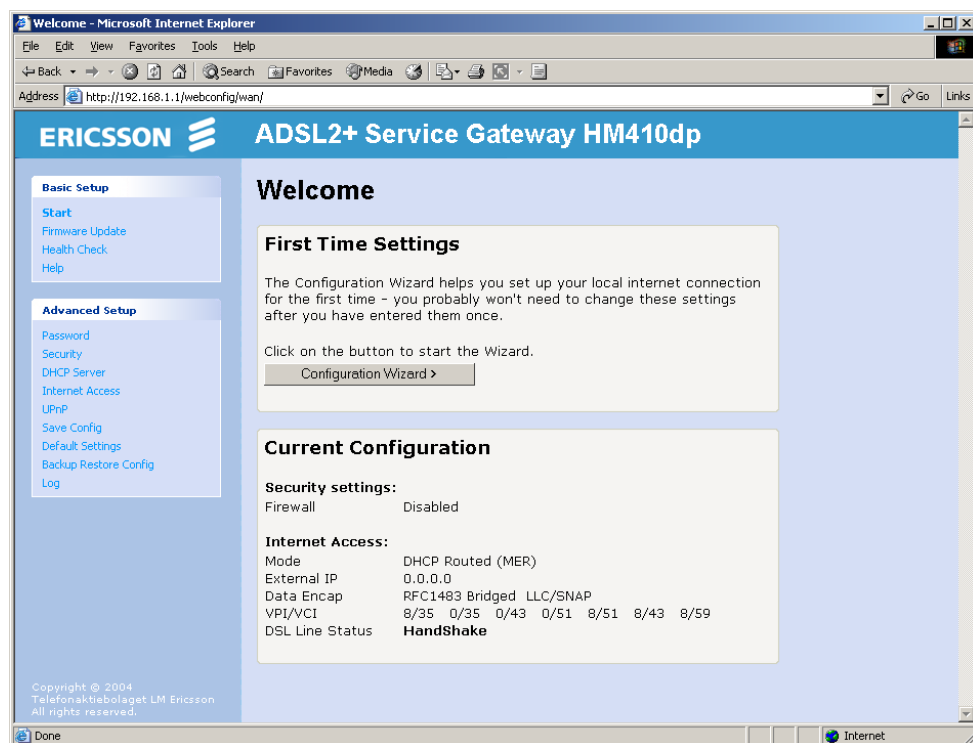 Welcome - Microsoft Internet Explorer
File Edit View Favorites Tools Help
Back Search Favorites Media
Address http://192.168.1.1/webconfig/wan/ Go Links
ERICSSON ADSL2+ Service Gateway HM410dp
Basic Setup
Start
Firmware Update
Health Check
Help
Advanced Setup
Password
Security
DHCP Server
Internet Access
UPnP
Save Config
Default Settings
Backup Restore Config
Log
Copyright © 2004
Telefonaktiebolaget LM Ericsson
All rights reserved.
Welcome
First Time Settings
The Configuration Wizard helps you set up your local internet connection
for the first time - you probably won't need to change these settings
after you have entered them once.
Click on the button to start the Wizard.
Configuration Wizard >
Current Configuration
Security settings:
Firewall Disabled
Internet Access:
Mode DHCP Routed (MER)
External IP 0.0.0.0
Data Encap RFC1483 Bridged LLC/SNAP
VPI/VCI 8/35 0/35 0/43 0/51 8/51 8/43 8/59
DSL Line Status HandShake
Done Internet